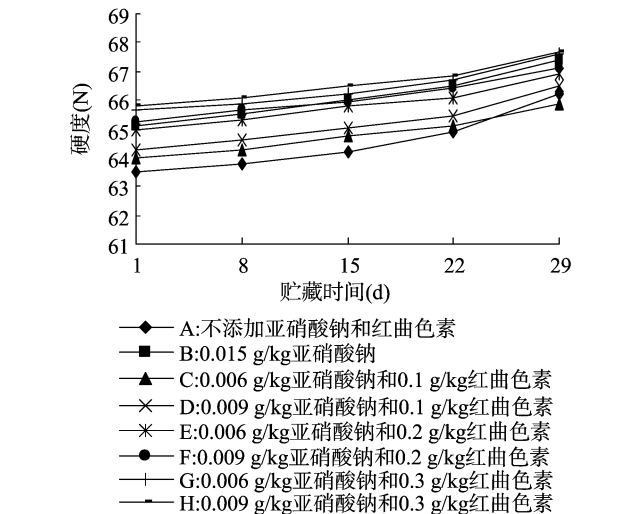 69
68
67
66
65
64
63
62
61
硬度(N)
1 8 15 22 29
贮藏时间(d)
A:不添加亚硝酸钠和红曲色素
B:0.015 g/kg亚硝酸钠
C:0.006 g/kg亚硝酸钠和0.1 g/kg红曲色素
D:0.009 g/kg亚硝酸钠和0.1 g/kg红曲色素
E:0.006 g/kg亚硝酸钠和0.2 g/kg红曲色素
F:0.009 g/kg亚硝酸钠和0.2 g/kg红曲色素
G:0.006 g/kg亚硝酸钠和0.3 g/kg红曲色素
H:0.009 g/kg亚硝酸钠和0.3 g/kg红曲色素